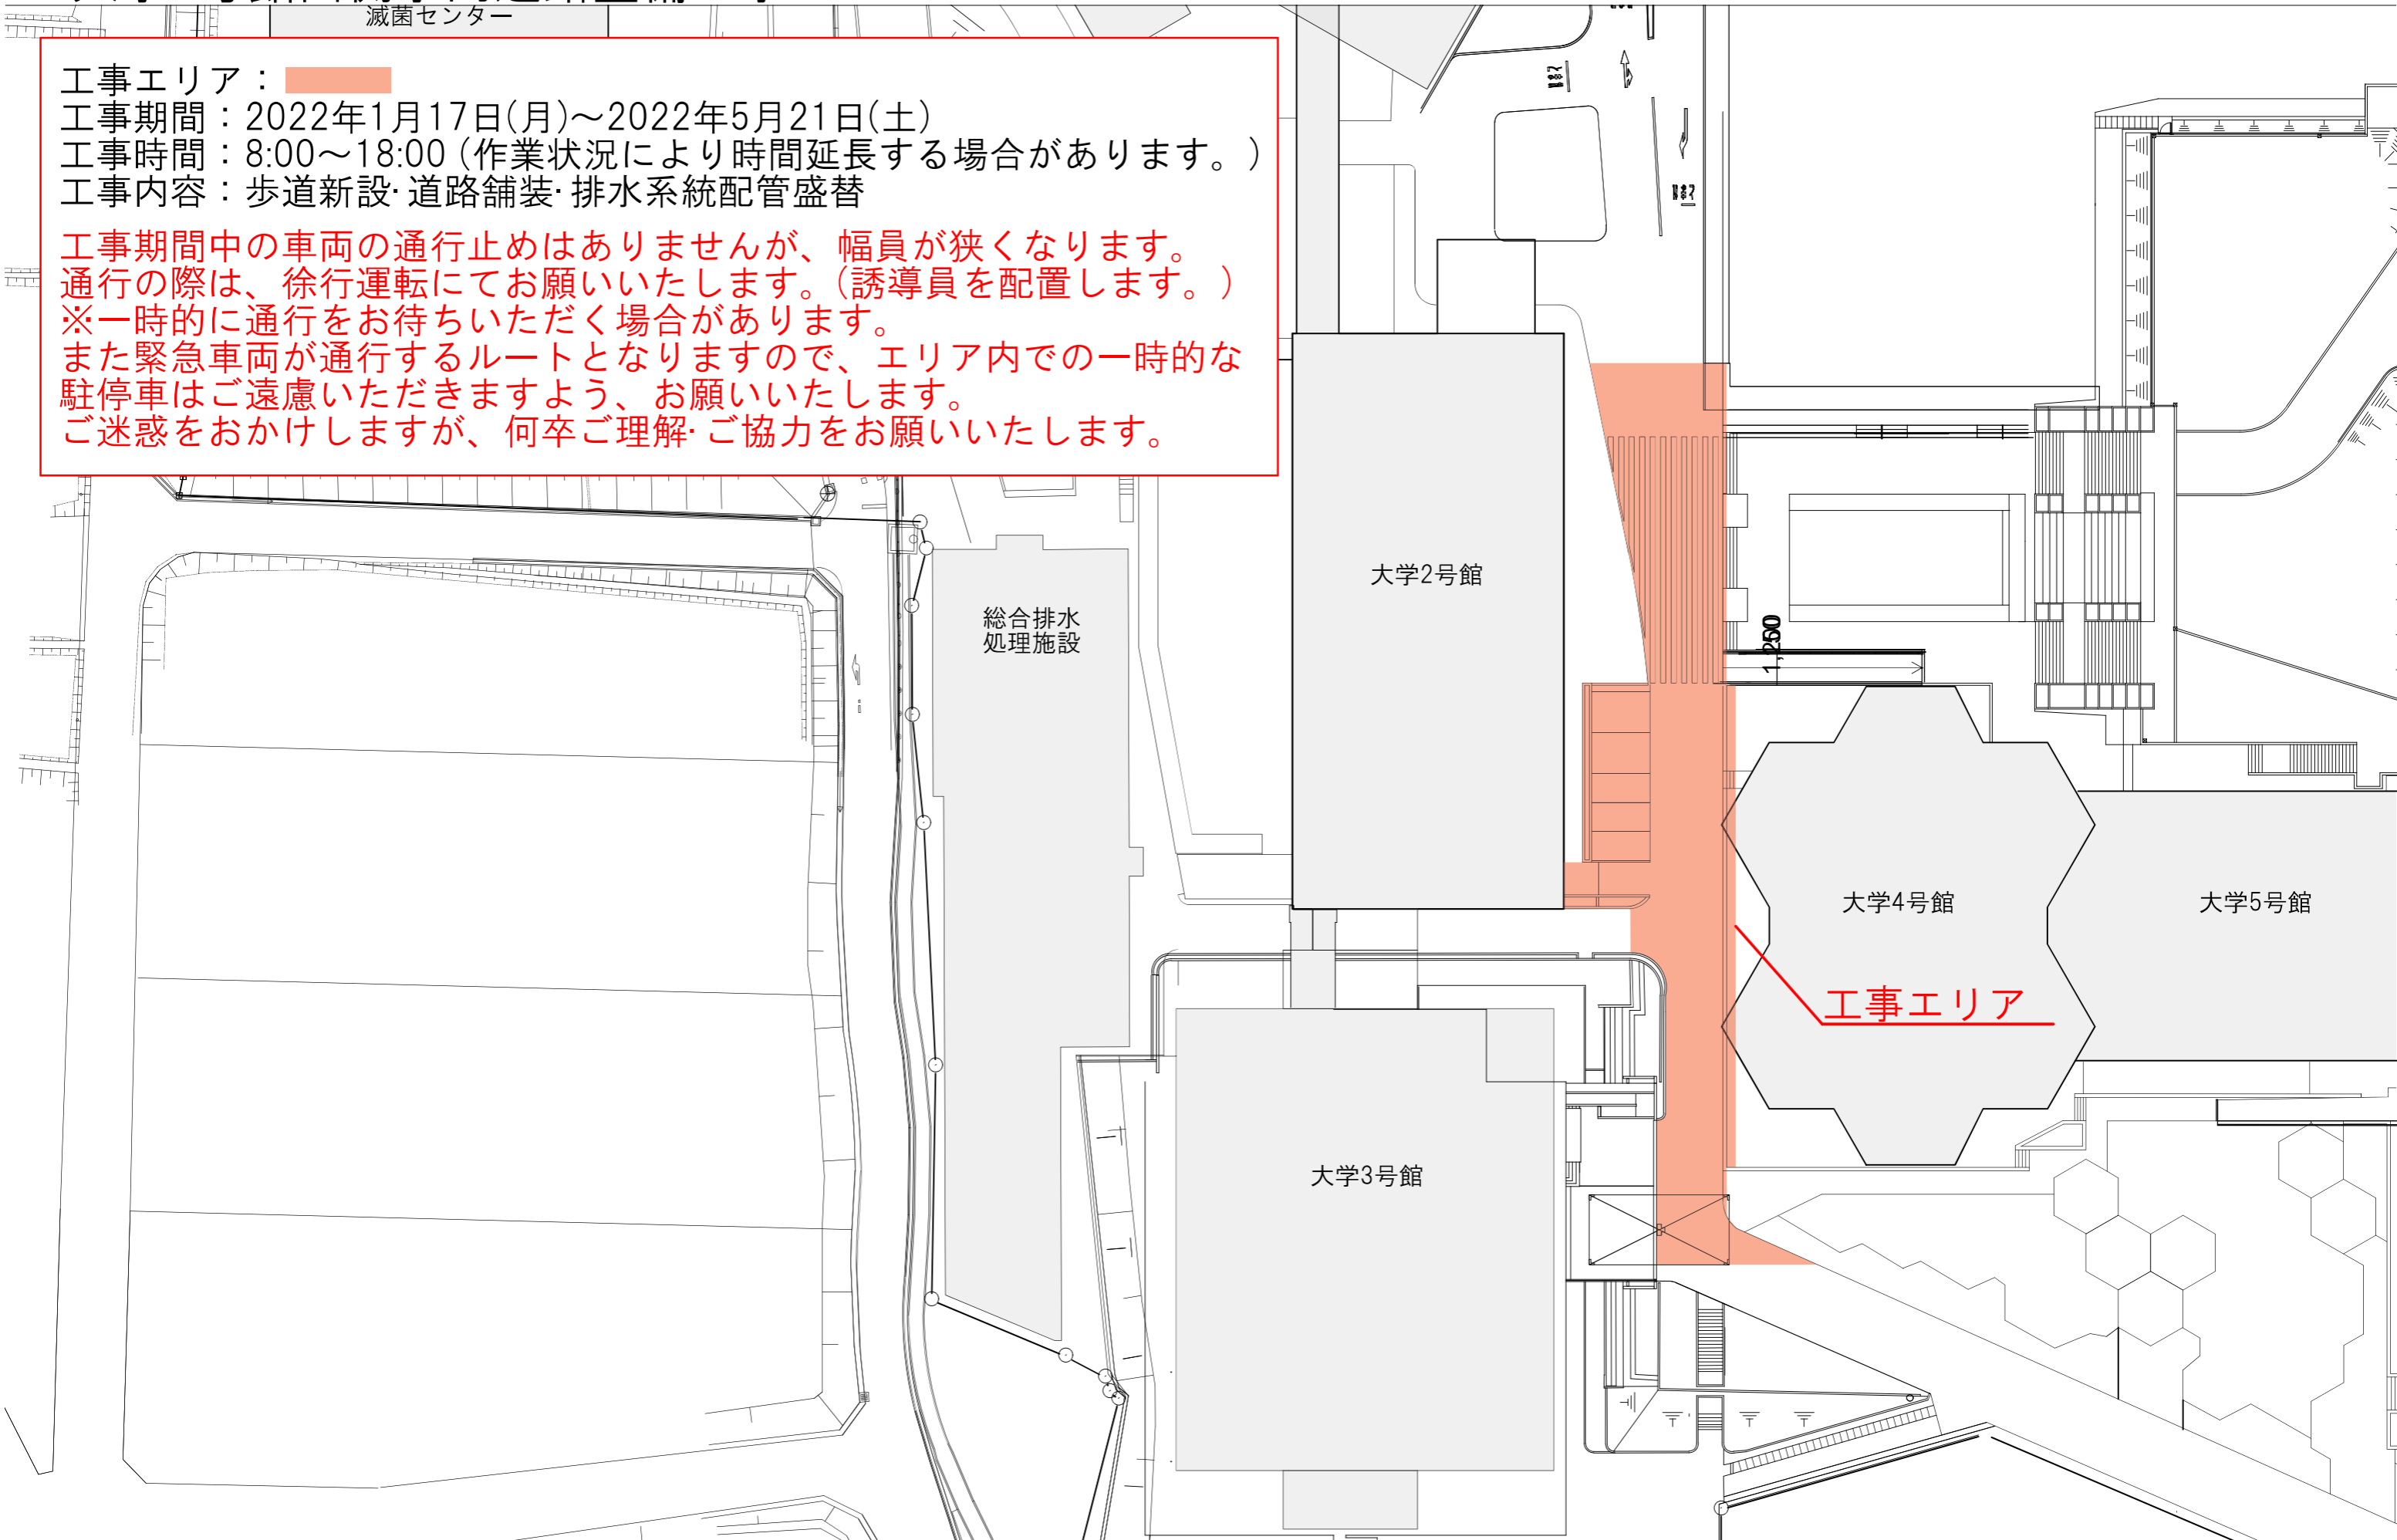 滅菌センター
工事エリア：
工事期間：2022年1月17日(月)～2022年5月21日(土)
工事時間：8:00～18:00 (作業状況により時間延長する場合があります。)
工事内容：歩道新設･道路舗装･排水系統配管盛替
工事期間中の車両の通行止めはありませんが、幅員が狭くなります。
通行の際は、徐行運転にてお願いいたします。(誘導員を配置します。)
※一時的に通行をお待ちいただく場合があります。
また緊急車両が通行するルートとなりますので、エリア内での一時的な
駐停車はご遠慮いただきますよう、お願いいたします。
ご迷惑をおかけしますが、何卒ご理解･ご協力をお願いいたします。
大学2号館
総合排水
処理施設
大学4号館
大学5号館
工事エリア
大学3号館